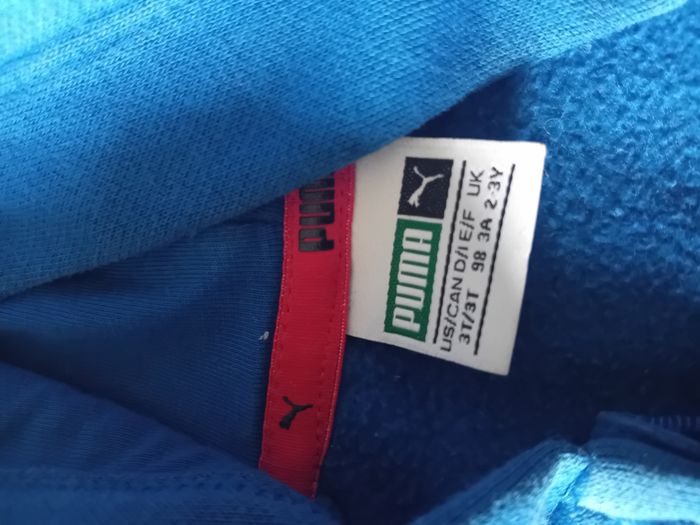 PUMA
PUMA
US/CAN D/I E/F UK
3T/3T 98 3A 2-3Y